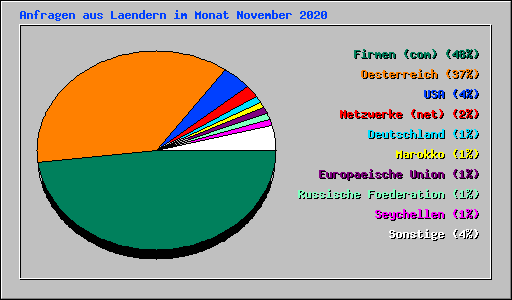 Anfragen aus Laendern im Monat November 2020
Firmen (com) (48%)
Oesterreich (37%)
USA (4%)
Netzwerke (net) (2%)
Deutschland (1%)
Marokko (1%)
Europaeische Union (1%)
Russische Foederation (1%)
Seychellen (1%)
Sonstige (4%)